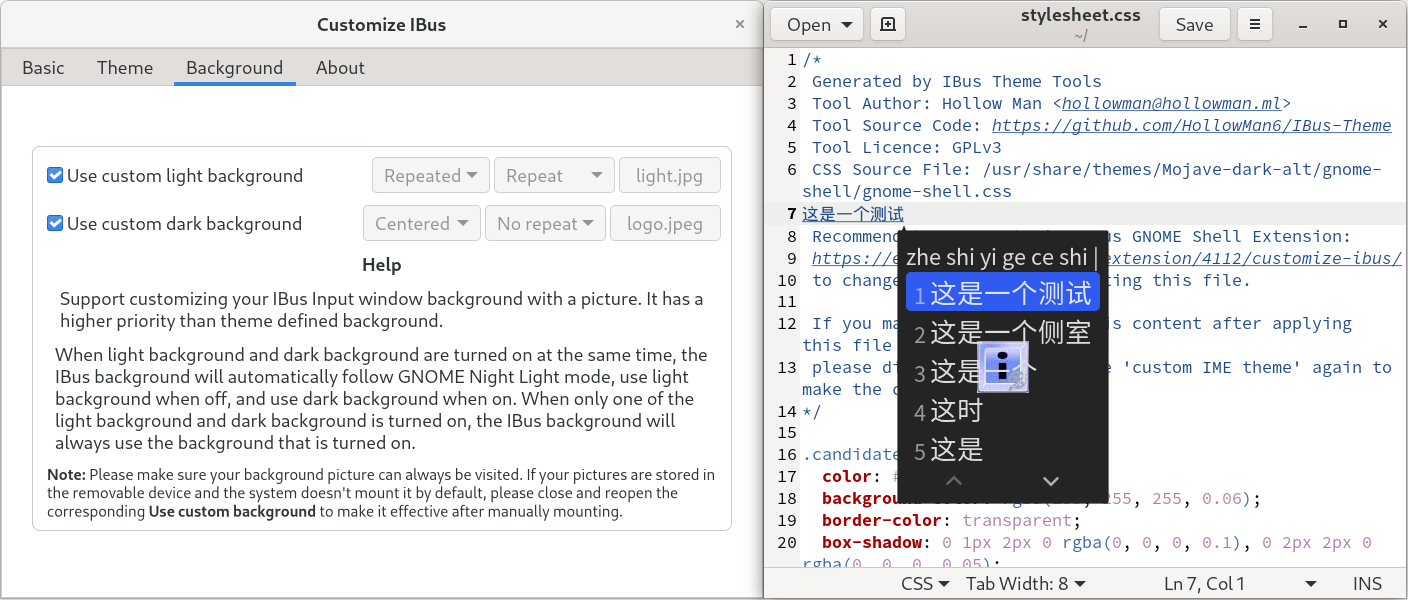 Customize IBus
Basic
Theme
Background
About
Use custom light background
Repeated
Repeat
light.jpg
Use custom dark background
Centered
No repeat
logo.jpeg
Help
Support customizing your IBus Input window background with a picture. It has a
higher priority than theme defined background.
When light background and dark background are turned on at the same time, the
IBus background will automatically follow GNOME Night Light mode, use light
background when off, and use dark background when on. When only one of the
light background and dark background is turned on, the IBus background will
always use the background that is turned on.
Note: Please make sure your background picture can always be visited. If your pictures are stored in
the removable device and the system doesn't mount it by default, please close and reopen the
corresponding Use custom background to make it effective after manually mounting.
Open
stylesheet.css
~/
Save
1 /*
2 Generated by IBus Theme Tools
3 Tool Author: Hollow Man <hollowman@hollowman.ml>
4 Tool Source Code: https://github.com/HollowMan6/IBus-Theme
5 Tool Licence: GPLv3
6 CSS Source File: /usr/share/themes/Mojave-dark-alt/gnome-
shell/gnome-shell.css
7 这是一个测试
8 Recommend GNOME Shell Extension:
9 extension/4112/customize-ibus/
10 to change this file.
11
12 If you content after applying
this file
13 please 'custom IME theme' again to
make the
14 */
15
16 .candidate
17 color:
18 background 255, 0.06);
19 border-color: transparent;
20 box-shadow: 0 1px 2px 0 rgba(0, 0, 0, 0.1), 0 2px 2px 0
rgba(0, 0, 0, 0.05);
zhe shi yi ge ce shi |
1 这是一个测试
2 这是一个侧室
3 这是一个
4 这时
5 这是
CSS
Tab Width: 8
Ln 7, Col 1
INS